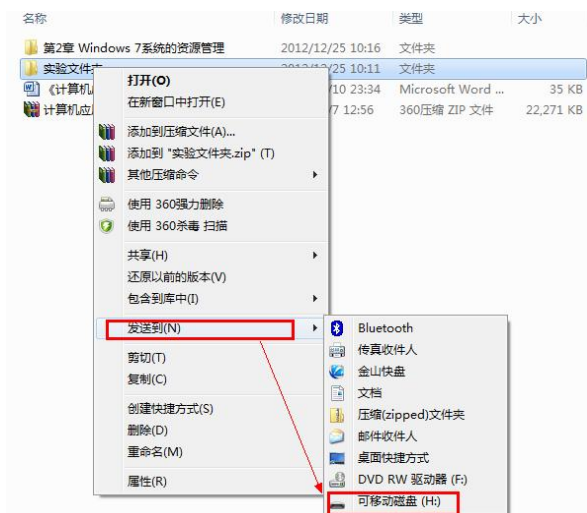 名称 修改日期 类型 大小
第2章 Windows 7系统的资源管理 2012/12/25 10:16 文件夹
实验文件夹 2012/12/25 10:11 文件夹
《计算机 10 23:34 Microsoft Word ... 35 KB
计算机应 7 12:56 360压缩 ZIP 文件 22,271 KB
打开(O)
在新窗口中打开(E)
添加到压缩文件(A)...
添加到 "实验文件夹.zip" (T)
其他压缩命令
使用 360强力删除
使用 360杀毒 扫描
共享(H)
还原以前的版本(V)
包含到库中(I)
发送到(N)
剪切(T)
复制(C)
创建快捷方式(S)
删除(D)
重命名(M)
属性(R)
Bluetooth
传真收件人
金山快盘
文档
压缩(zipped)文件夹
邮件收件人
桌面快捷方式
DVD RW 驱动器 (F:)
可移动磁盘 (H:)